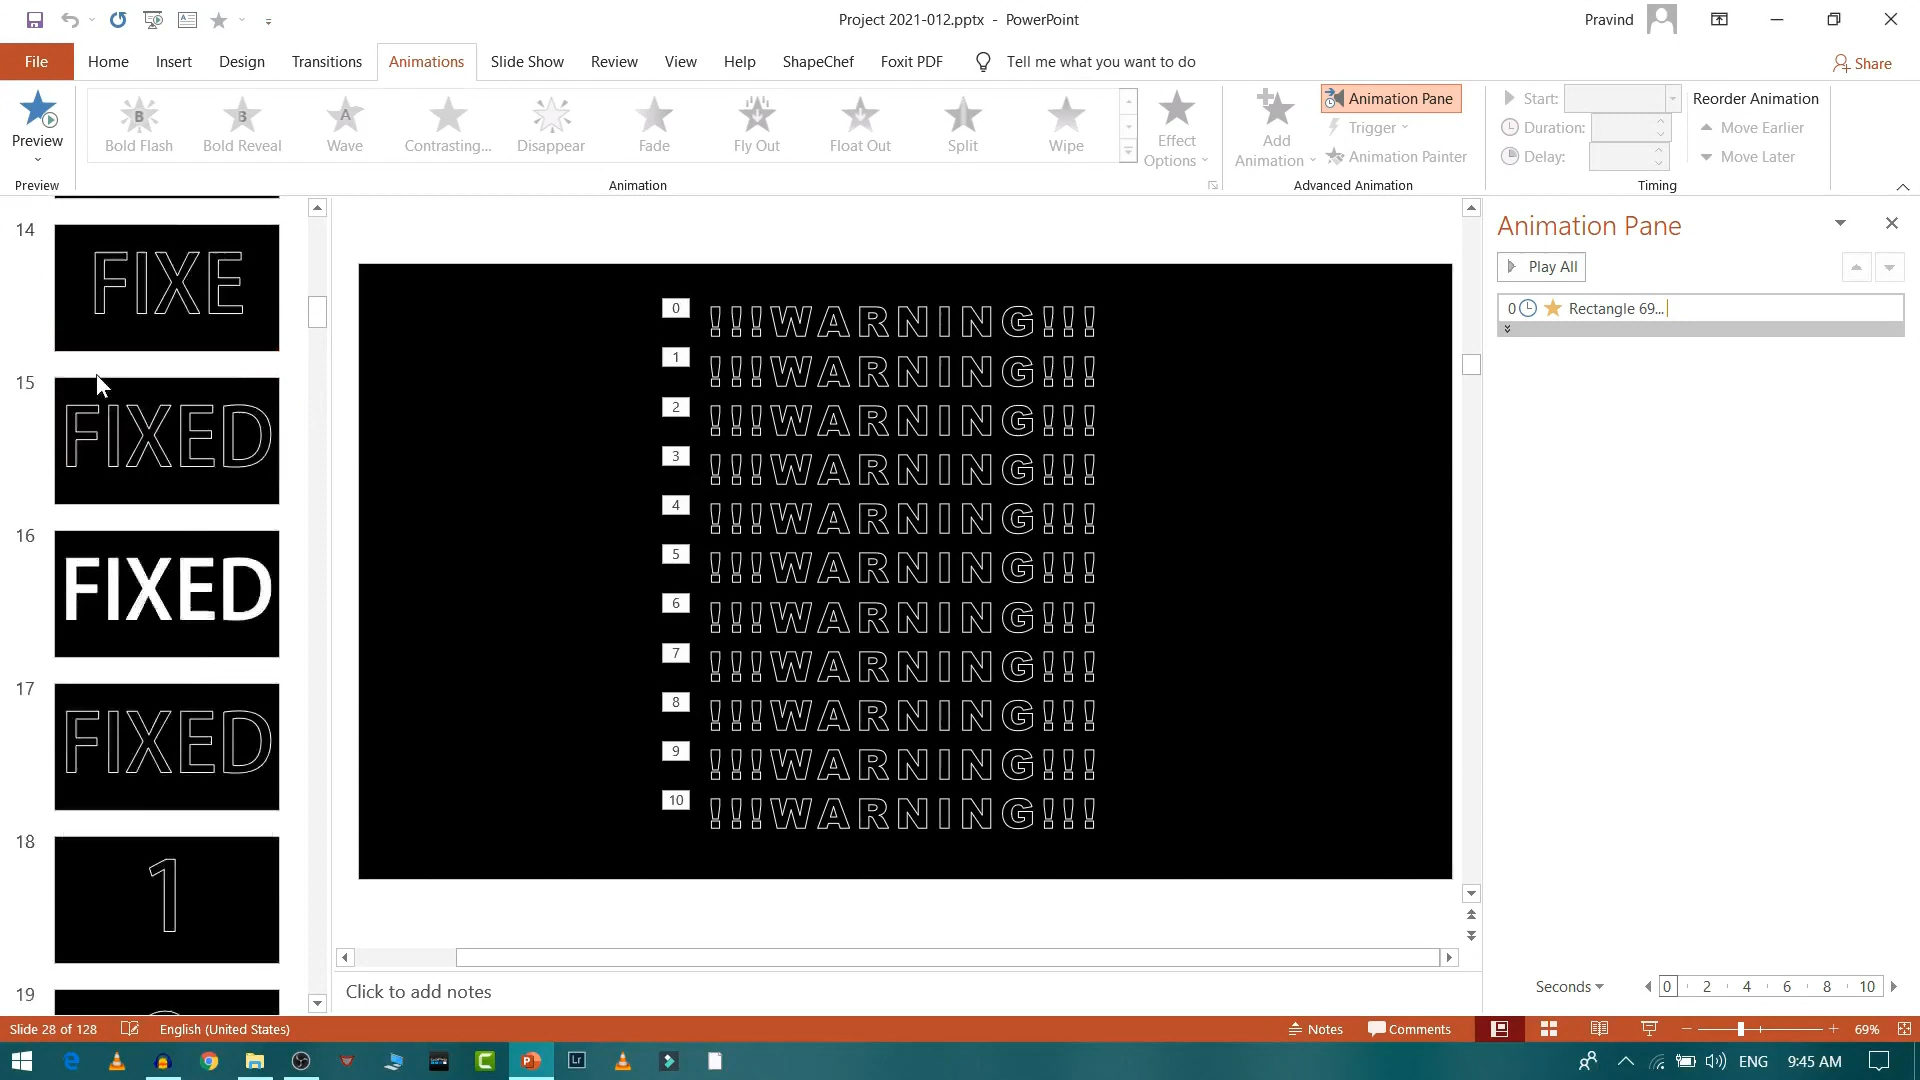 Project 2021-012.pptx - PowerPoint
Pravind
File
Home
Insert
Design
Transitions
Animations
Slide Show
Review
View
Help
ShapeChef
Foxit PDF
Tell me what you want to do
Share
Preview
Preview
Bold Flash
Bold Reveal
Wave
Contrasting...
Disappear
Fade
Fly Out
Float Out
Split
Wipe
Animation
Effect
Options
Add
Animation
Animation Pane
Trigger
Animation Painter
Advanced Animation
Start:
Duration:
Delay:
Reorder Animation
Move Earlier
Move Later
Timing
14
FIXE
15
FIXED
16
FIXED
17
FIXED
18
1
19
0 !!!WARNING!!!
1 !!!WARNING!!!
2 !!!WARNING!!!
3 !!!WARNING!!!
4 !!!WARNING!!!
5 !!!WARNING!!!
6 !!!WARNING!!!
7 !!!WARNING!!!
8 !!!WARNING!!!
9 !!!WARNING!!!
10 !!!WARNING!!!
Click to add notes
Animation Pane
Play All
0 Rectangle 69...
Seconds
0 2 4 6 8 10
Slide 28 of 128
English (United States)
Notes
Comments
69%
Lr
ENG
9:45 AM